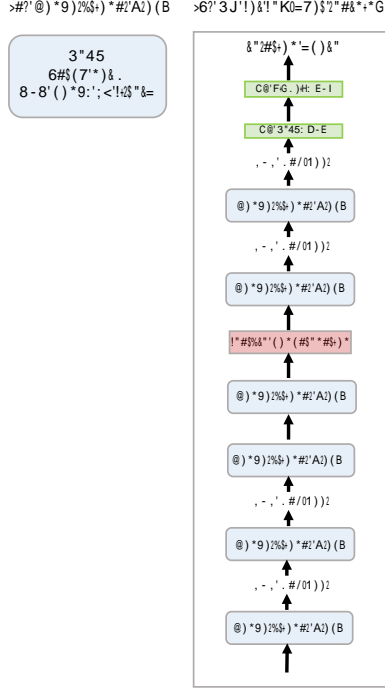 >#?'@)*9)2%$+)*#2'A2)(B
>6?'3J'!)&'!"K0=7)$'2"#&*+*G
3"45
6#$(7'*)&.
8-8'()*9:';<'!+2$"&=
&"2#$+)*'=()&"
C@'F+G.)+H: E-I
C@'3"45: D-E
,-,'.#/01))2
@)*9)2%$+)*#2'A2)(B
,-,'.#/01))2
@)*9)2%$+)*#2'A2)(B
!"#$%&"'()*(#$"*#$+)*
@)*9)2%$+)*#2'A2)(B
@)*9)2%$+)*#2'A2)(B
,-,'.#/01))2
@)*9)2%$+)*#2'A2)(B
,-,'.#/01))2
@)*9)2%$+)*#2'A2)(B